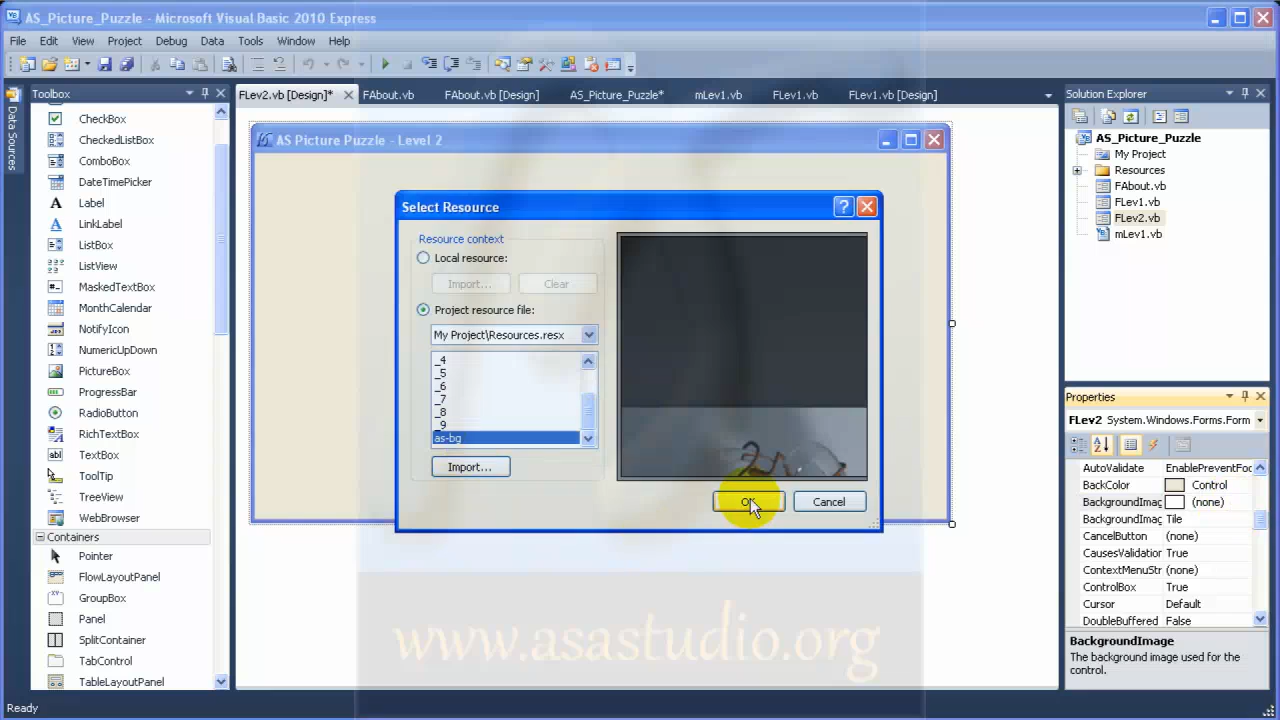 AS_Picture_Puzzle - Microsoft Visual Basic 2010 Express
File Edit View Project Debug Data Tools Window Help
Data Sources
Toolbox
CheckBox
CheckedListBox
ComboBox
DateTimePicker
Label
LinkLabel
ListBox
ListView
MaskedTextBox
MonthCalendar
NotifyIcon
NumericUpDown
PictureBox
ProgressBar
RadioButton
RichTextBox
TextBox
ToolTip
TreeView
WebBrowser
Containers
Pointer
FlowLayoutPanel
GroupBox
Panel
SplitContainer
TabControl
TableLayoutPanel
FLev2.vb [Design]* FAbout.vb FAbout.vb [Design] AS_Picture_Puzzle* mLev1.vb FLev1.vb FLev1.vb [Design]
AS Picture Puzzle - Level 2
Select Resource
Resource context
Local resource:
Import... Clear
Project resource file:
My Project\Resources.resx
_4
_5
_6
_7
_8
_9
as-bg
Import...
OK Cancel
www.asastudio.org
Solution Explorer
AS_Picture_Puzzle
My Project
Resources
FAbout.vb
FLev1.vb
FLev2.vb
mLev1.vb
Properties
FLev2 System.Windows.Forms.Form
AutoValidate EnablePreventFoc
BackColor Control
BackgroundImag (none)
BackgroundImag Tile
CancelButton (none)
CausesValidation True
ContextMenuStr (none)
ControlBox True
Cursor Default
DoubleBuffered False
BackgroundImage
The background image used for the
control.
Ready